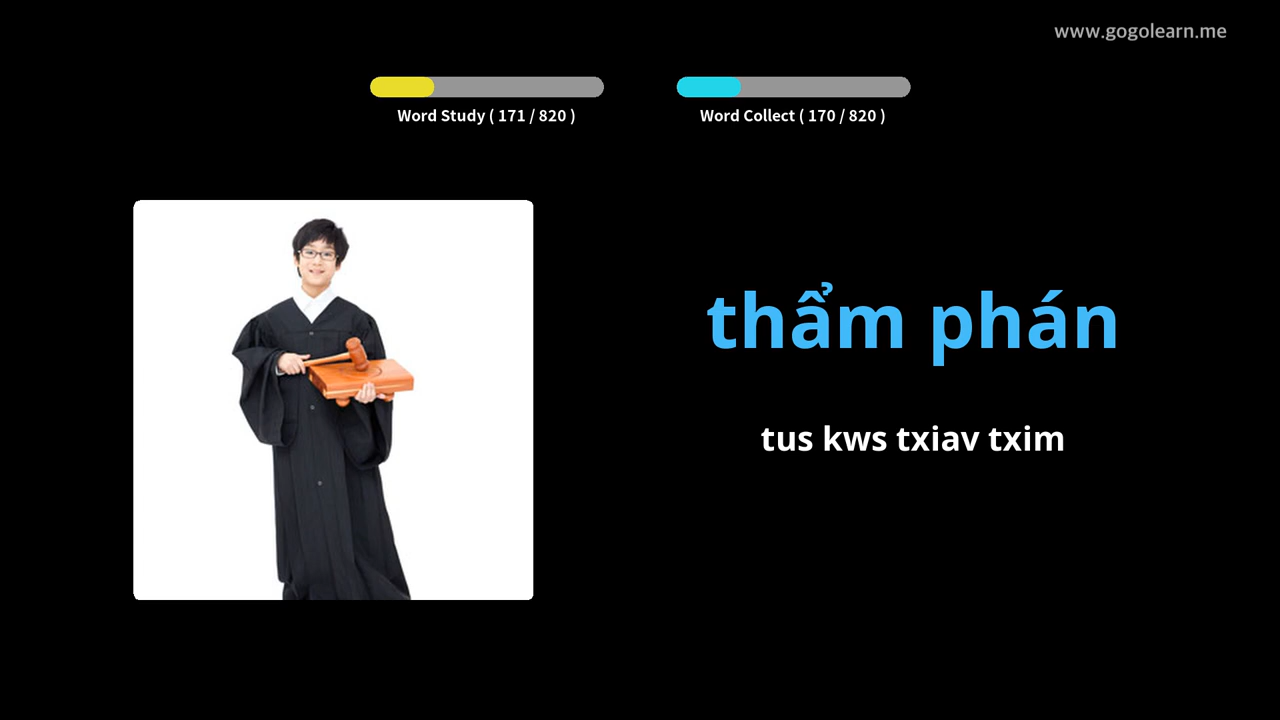 www.gogolearn.me
Word Study ( 171 / 820 )
Word Collect ( 170 / 820 )
thẩm phán
tus kws txiav txim